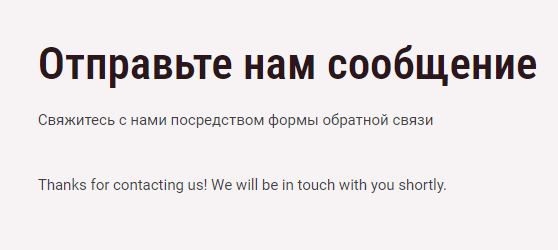 Отправьте нам сообщение
Свяжитесь с нами посредством формы обратной связи
Thanks for contacting us! We will be in touch with you shortly.